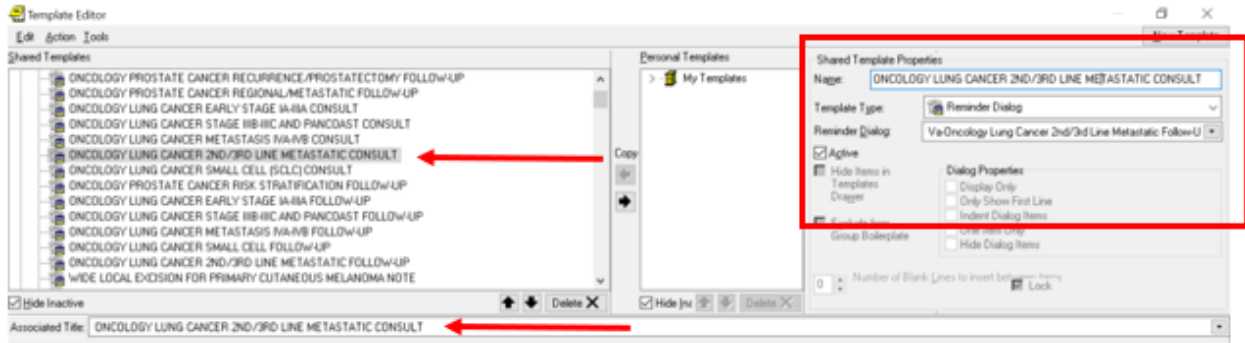 Template Editor
Edit Action Tools
New Template
Shared Templates
ONCOLOGY PROSTATE CANCER RECURRENCE/PROSTATECTOMY FOLLOW-UP
ONCOLOGY PROSTATE CANCER REGIONAL/METASTATIC FOLLOW-UP
ONCOLOGY LUNG CANCER EARLY STAGE IA-IIIA CONSULT
ONCOLOGY LUNG CANCER STAGE IIIB-IIIC AND PANCOAST CONSULT
ONCOLOGY LUNG CANCER METASTASIS IVA-IVB CONSULT
ONCOLOGY LUNG CANCER 2ND/3RD LINE METASTATIC CONSULT
ONCOLOGY LUNG CANCER SMALL CELL (SCLC) CONSULT
ONCOLOGY PROSTATE CANCER RISK STRATIFICATION FOLLOW-UP
ONCOLOGY LUNG CANCER EARLY STAGE IA-IIIA FOLLOW-UP
ONCOLOGY LUNG CANCER STAGE IIIB-IIIC AND PANCOAST FOLLOW-UP
ONCOLOGY LUNG CANCER METASTASIS IVA-IVB FOLLOW-UP
ONCOLOGY LUNG CANCER SMALL CELL FOLLOW-UP
ONCOLOGY LUNG CANCER 2ND/3RD LINE METASTATIC FOLLOW-UP
WIDE LOCAL EXCISION FOR PRIMARY CUTANEOUS MELANOMA NOTE
Hide Inactive
Delete
Copy
Personal Templates
My Templates
Hide Ina
Delete
Shared Template Properties
Name: ONCOLOGY LUNG CANCER 2ND/3RD LINE METASTATIC CONSULT
Template Type: Reminder Dialog
Reminder Dialog: Va-Oncology Lung Cancer 2nd/3rd Line Metastatic Follow-U
Active
Hide Items in
Templates
Drawer
Exclude from
Group Boilerplate
Dialog Properties
Display Only
Only Show First Line
Indent Dialog Items
One Item Only
Hide Dialog Items
0 Number of Blank Lines to insert between items
Lock
Associated Title: ONCOLOGY LUNG CANCER 2ND/3RD LINE METASTATIC CONSULT